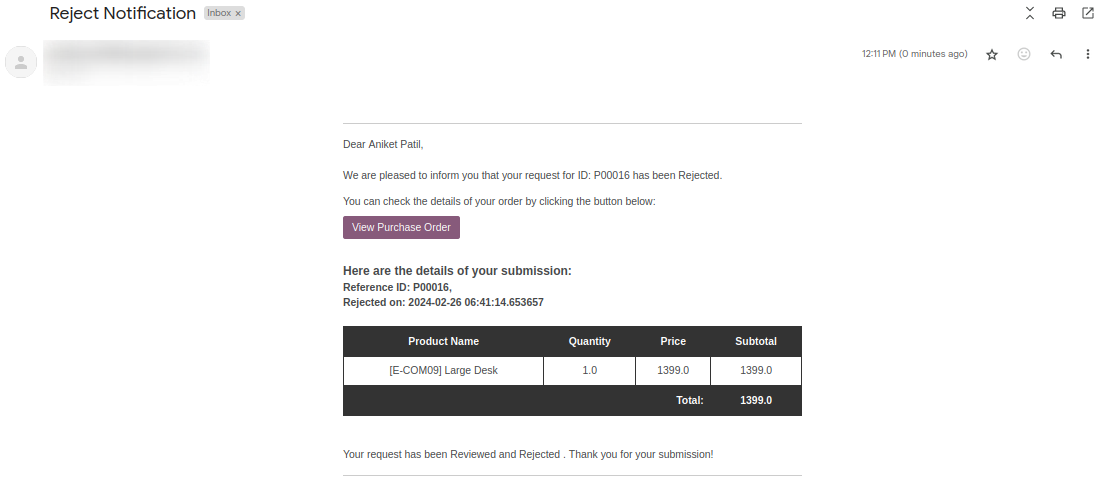 Reject Notification Inbox ×
12:11 PM (0 minutes ago)
Dear Aniket Patil,
We are pleased to inform you that your request for ID: P00016 has been Rejected.
You can check the details of your order by clicking the button below:
View Purchase Order
Here are the details of your submission:
Reference ID: P00016,
Rejected on: 2024-02-26 06:41:14.653657
Product Name Quantity Price Subtotal
[E-COM09] Large Desk 1.0 1399.0 1399.0
Total: 1399.0
Your request has been Reviewed and Rejected . Thank you for your submission!